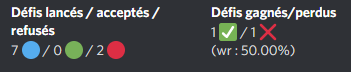 Défis lancés / acceptés /
refusés
7 🔵 / 0 🟢 / 2 🔴
Défis gagnés/perdus
1 ✅ / 1 ❌
(wr : 50.00%)